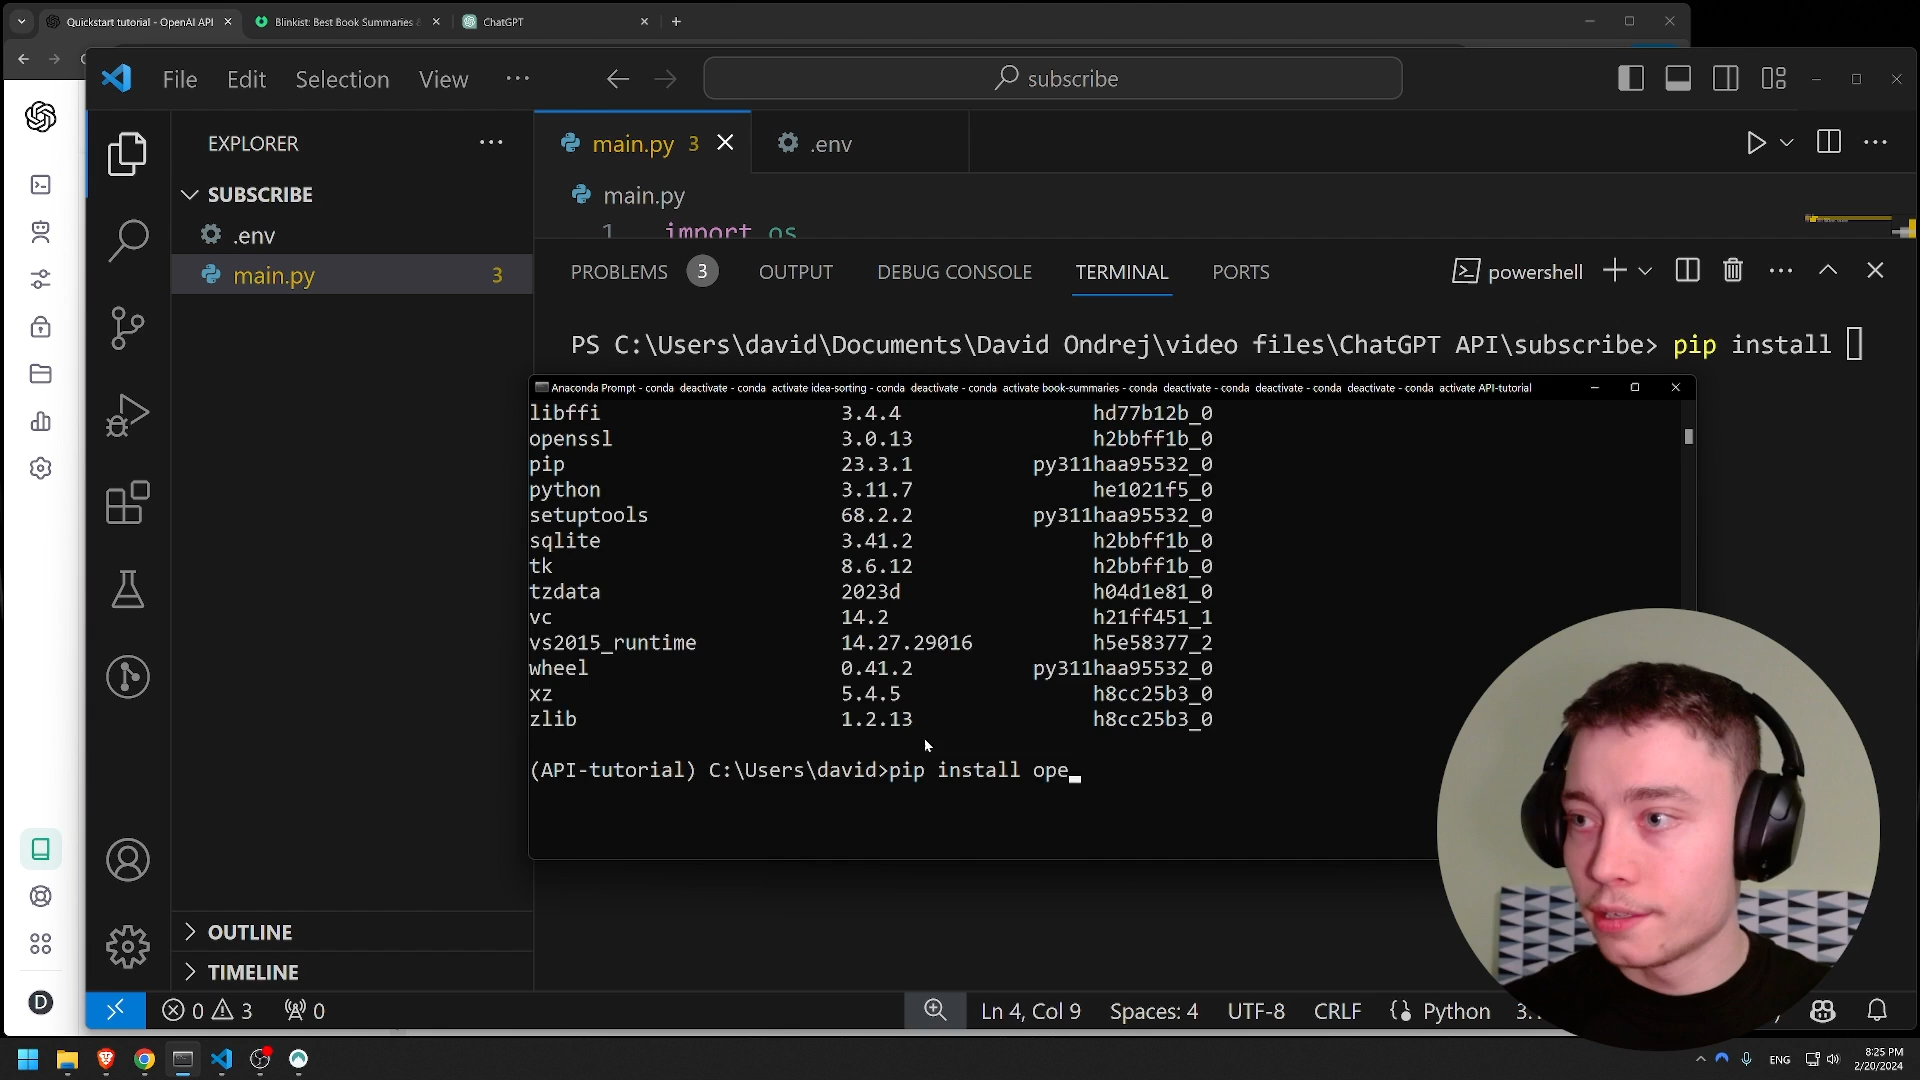 Quickstart tutorial - OpenAI API
Blinkist: Best Book Summaries
ChatGPT
File Edit Selection View
subscribe
EXPLORER
SUBSCRIBE
.env
main.py 3
OUTLINE
TIMELINE
main.py 3
.env
main.py
1 import os
PROBLEMS 3 OUTPUT DEBUG CONSOLE TERMINAL PORTS
powershell
PS C:\Users\david\Documents\David Ondrej\video files\ChatGPT API\subscribe> pip install
Anaconda Prompt - conda deactivate - conda activate idea-sorting - conda deactivate - conda activate book-summaries - conda deactivate - conda deactivate - conda deactivate - conda activate API-tutorial
libffi 3.4.4 hd77b12b_0
openssl 3.0.13 h2bbff1b_0
pip 23.3.1 py311haa95532_0
python 3.11.7 he1021f5_0
setuptools 68.2.2 py311haa95532_0
sqlite 3.41.2 h2bbff1b_0
tk 8.6.12 h2bbff1b_0
tzdata 2023d h04d1e81_0
vc 14.2 h21ff451_1
vs2015_runtime 14.27.29016 h5e58377_2
wheel 0.41.2 py311haa95532_0
xz 5.4.5 h8cc25b3_0
zlib 1.2.13 h8cc25b3_0
(API-tutorial) C:\Users\david>pip install ope_
D
0 3 0
Ln 4, Col 9 Spaces: 4 UTF-8 CRLF Python 3.
ENG
8:25 PM
2/20/2024